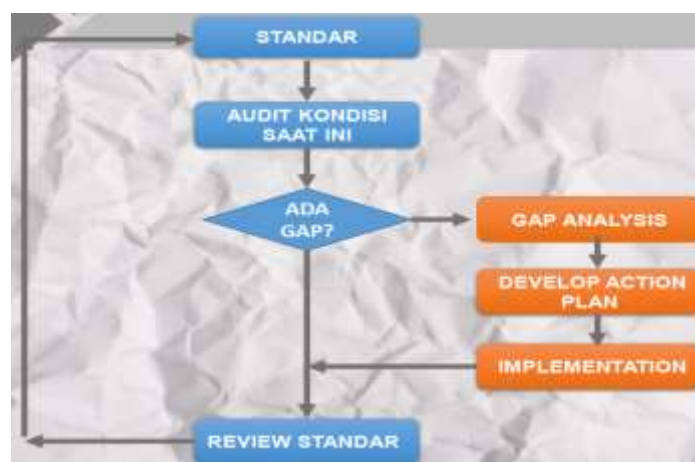 STANDAR
AUDIT KONDISI
SAAT INI
ADA
GAP?
GAP ANALYSIS
DEVELOP ACTION
PLAN
IMPLEMENTATION
REVIEW STANDAR